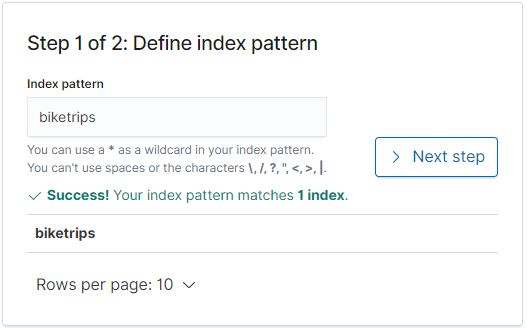 Step 1 of 2: Define index pattern
Index pattern
biketrips
You can use a * as a wildcard in your index pattern.
You can't use spaces or the characters \, /, ?, ", <, >, |.
Next step
Success! Your index pattern matches 1 index.
biketrips
Rows per page: 10